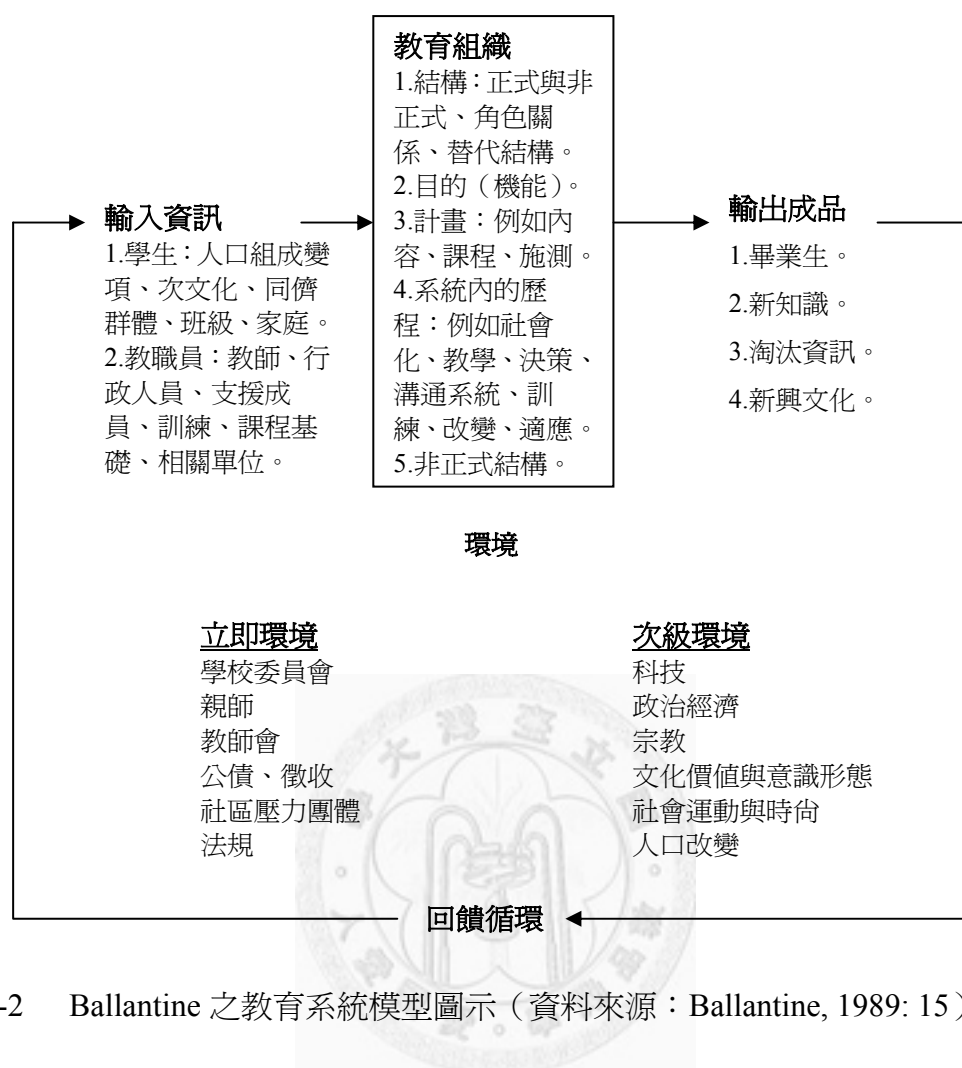 教育組織
1.結構：正式與非
正式、角色關
係、替代結構。
2.目的（機能）。
3.計畫：例如內
容、課程、施測。
4.系統內的歷
程：例如社會
化、教學、決策、
溝通系統、訓
練、改變、適應。
5.非正式結構。
輸入資訊
1.學生：人口組成變
項、次文化、同儕
群體、班級、家庭。
2.教職員：教師、行
政人員、支援成
員、訓練、課程基
礎、相關單位。
輸出成品
1.畢業生。
2.新知識。
3.淘汰資訊。
4.新興文化。
環境
立即環境
學校委員會
親師
教師會
公債、徵收
社區壓力團體
法規
次級環境
科技
政治經濟
宗教
文化價值與意識形態
社會運動與時尚
人口改變
回饋循環
-2 Ballantine 之教育系統模型圖示（資料來源：Ballantine, 1989: 15）